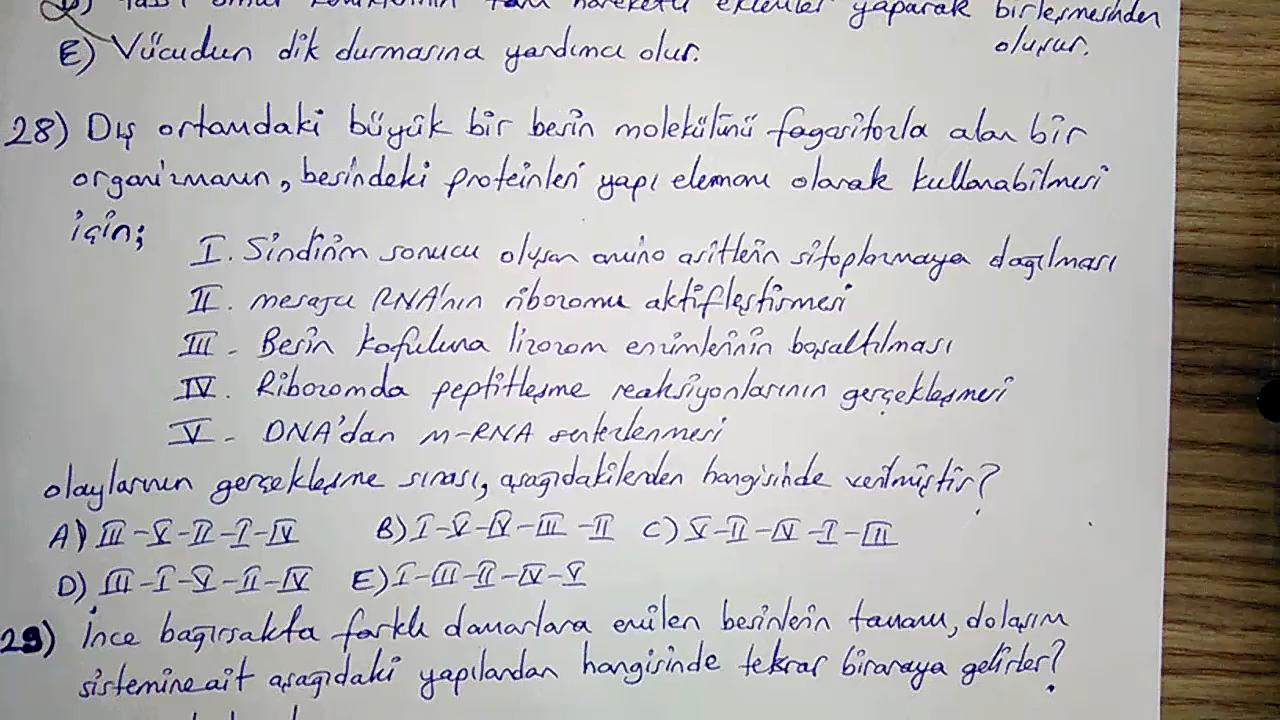 yaparak birleşmesinden
E) Vücudun dik durmasına yardımcı olur. oluşur.
28) Dış ortamdaki büyük bir besin molekülünü fagositozla alan bir
organizmanın, besindeki proteinleri yapı elemanı olarak kullanabilmesi
için;
I. Sindirim sonucu oluşan amino asitlerin sitoplazmaya dağılması
II. mesajcı RNA'nın ribozomu aktifleştirmesi
III - Besin kofuluna lizozom enzimlerinin boşaltılması
IV. Ribozomda peptitleşme reaksiyonlarının gerçekleşmesi
V - DNA'dan m-RNA sentezlenmesi
olaylarının gerçekleşme sırası, aşağıdakilerden hangisinde verilmiştir?
A) III-V-II-I-IV B) I-V-IV-III-II C) V-II-IV-I-III
D) III-I-V-II-IV E) I-III-II-IV-V
29) İnce bağırsakta farklı damarlara emilen besinlerin tamamı, dolaşım
sistemine ait aşağıdaki yapılardan hangisinde tekrar biraraya gelirler?